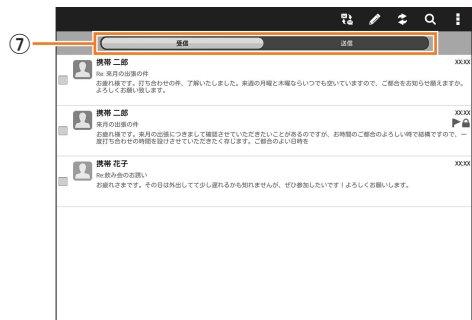 ⑦
受信 送信
携帯 二郎 XX:XX
Re: 来月の出張の件
お疲れ様です。打ち合わせの件、了解いたしました。来週の月曜と木曜ならいつでも空いていますので、ご都合をお知らせ願えますか。
よろしくお願い致します。
携帯 二郎 XX:XX
来月の出張の件
お疲れ様です。来月の出張につきまして確認させていただきたいことがあるのですが、お時間のご都合のよろしい時で結構ですので、一
度打ち合わせの時間を設けさせていただきたく存じます。ご都合のよい日時を
携帯 花子 XX:XX
Re:飲み会のお誘い
お疲れさまです。その日は外出してて少し遅れるかも知れませんが、ぜひ参加したいです！よろしくお願いします。